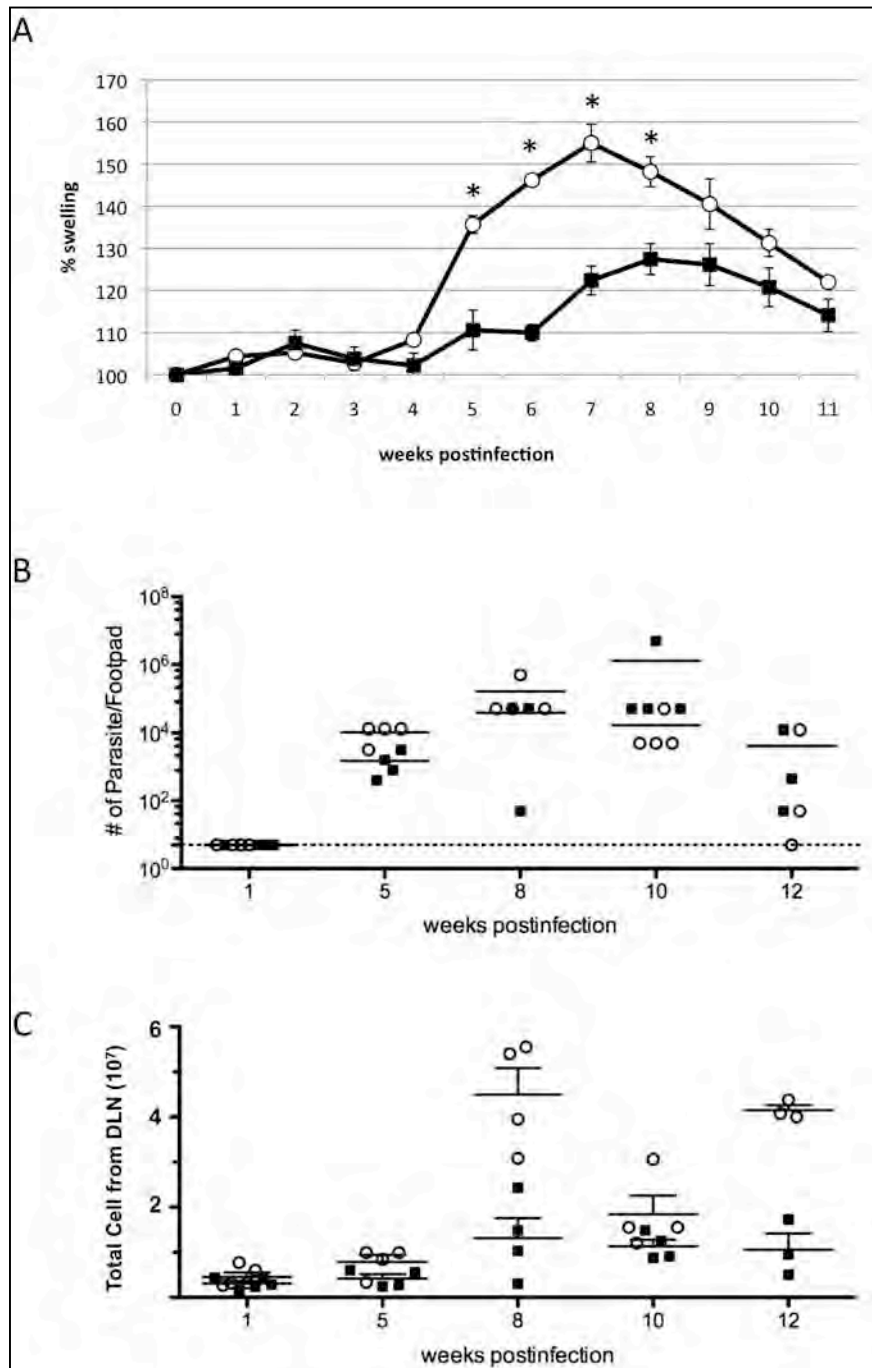 A
170
160
150
140
130
120
110
100
% swelling
* * * *
0 1 2 3 4 5 6 7 8 9 10 11
weeks postinfection
B
10⁸
10⁶
10⁴
10²
10⁰
# of Parasite/Footpad
1 5 8 10 12
weeks postinfection
C
6
4
2
Total Cell from DLN (10⁷)
1 5 8 10 12
weeks postinfection